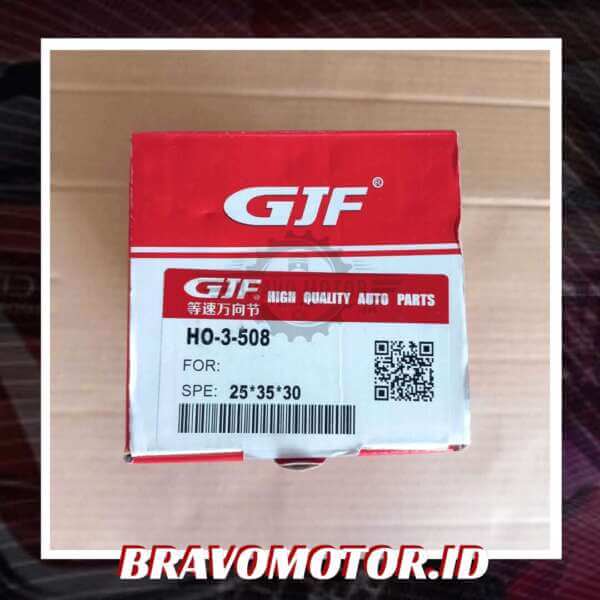 GJF®
GJF® HIGH QUALITY AUTO PARTS
等速万向节
HO-3-508
FOR:
SPE: 25*35*30
MOTOR
BRAVOMOTOR.ID